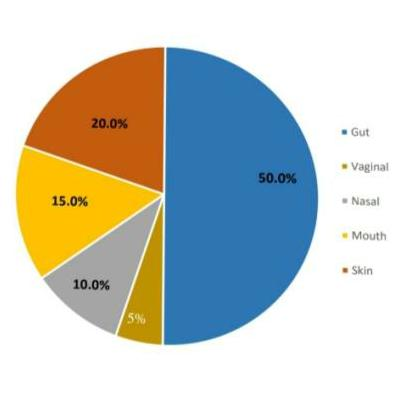 20.0%
50.0%
15.0%
10.0%
5%
Gut
Vaginal
Nasal
Mouth
Skin